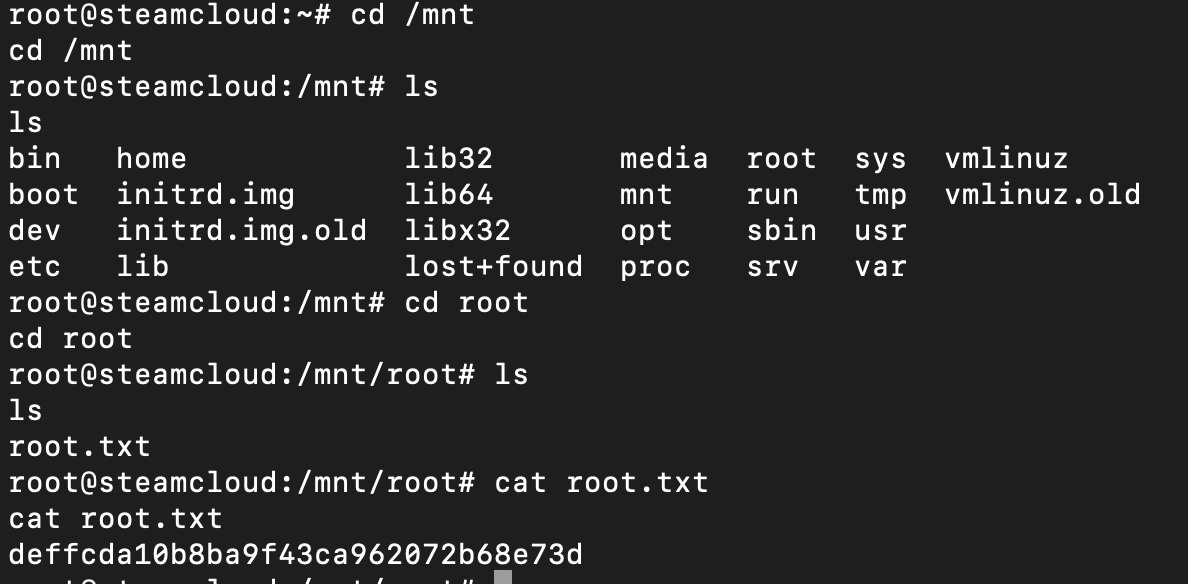 root@steamcloud:~# cd /mnt
cd /mnt
root@steamcloud:/mnt# ls
ls
bin   home            lib32       media  root  sys  vmlinuz
boot  initrd.img      lib64       mnt    run   tmp  vmlinuz.old
dev   initrd.img.old  libx32      opt    sbin  usr
etc   lib             lost+found  proc   srv   var
root@steamcloud:/mnt# cd root
cd root
root@steamcloud:/mnt/root# ls
ls
root.txt
root@steamcloud:/mnt/root# cat root.txt
cat root.txt
deffcda10b8ba9f43ca962072b68e73d